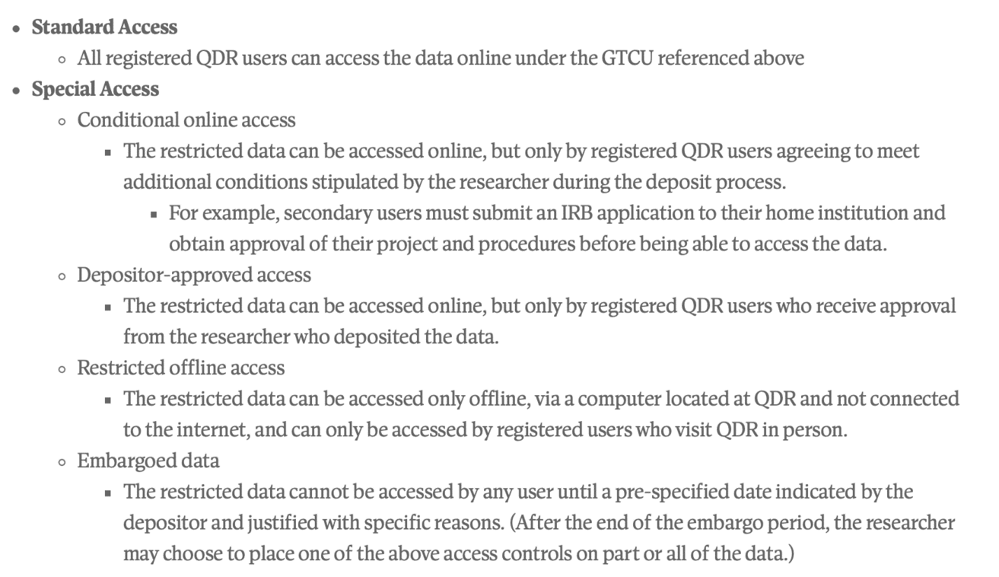 Standard Access
All registered QDR users can access the data online under the GTCU referenced above
Special Access
Conditional online access
The restricted data can be accessed online, but only by registered QDR users agreeing to meet
additional conditions stipulated by the researcher during the deposit process.
For example, secondary users must submit an IRB application to their home institution and
obtain approval of their project and procedures before being able to access the data.
Depositor-approved access
The restricted data can be accessed online, but only by registered QDR users who receive approval
from the researcher who deposited the data.
Restricted offline access
The restricted data can be accessed only offline, via a computer located at QDR and not connected
to the internet, and can only be accessed by registered users who visit QDR in person.
Embargoed data
The restricted data cannot be accessed by any user until a pre-specified date indicated by the
depositor and justified with specific reasons. (After the end of the embargo period, the researcher
may choose to place one of the above access controls on part or all of the data.)